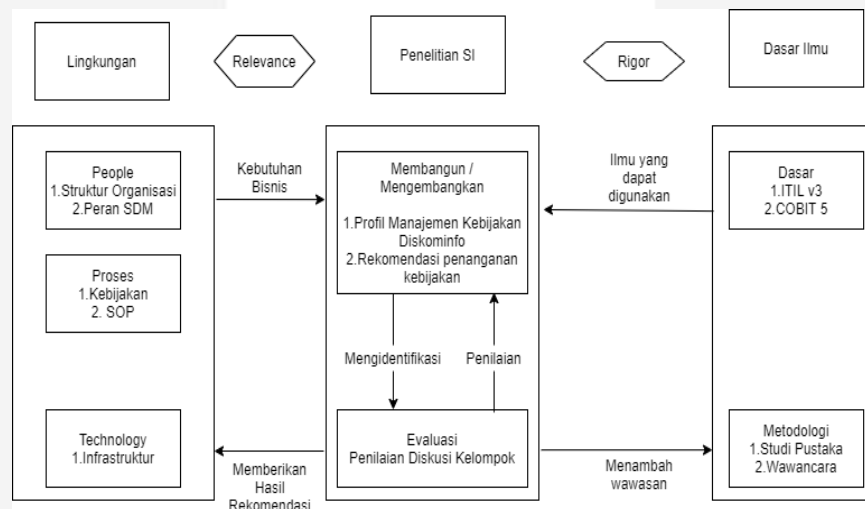 Lingkungan
Relevance
Penelitian SI
Rigor
Dasar Ilmu
People
1.Struktur Organisasi
2.Peran SDM
Proses
1.Kebijakan
2. SOP
Technology
1.Infrastruktur
Kebutuhan
Bisnis
Memberikan
Hasil
Rekomendasi
Membangun /
Mengembangkan
1.Profil Manajemen Kebijakan
Diskominfo
2.Rekomendasi penanganan
kebijakan
Mengidentifikasi
Penilaian
Evaluasi
Penilaian Diskusi Kelompok
Ilmu yang
dapat
digunakan
Menambah
wawasan
Dasar
1.ITIL v3
2.COBIT 5
Metodologi
1.Studi Pustaka
2.Wawancara